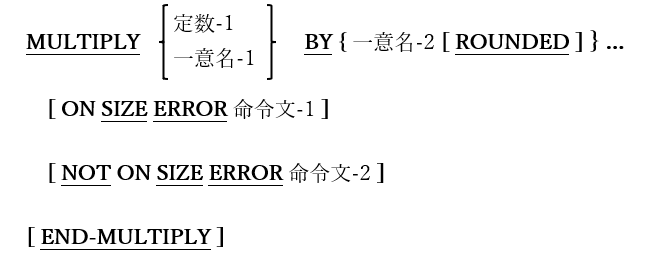 定数-1
MULTIPLY { 一意名-1 } BY { 一意名-2 [ ROUNDED ] } ...
[ ON SIZE ERROR 命令文-1 ]
[ NOT ON SIZE ERROR 命令文-2 ]
[ END-MULTIPLY ]